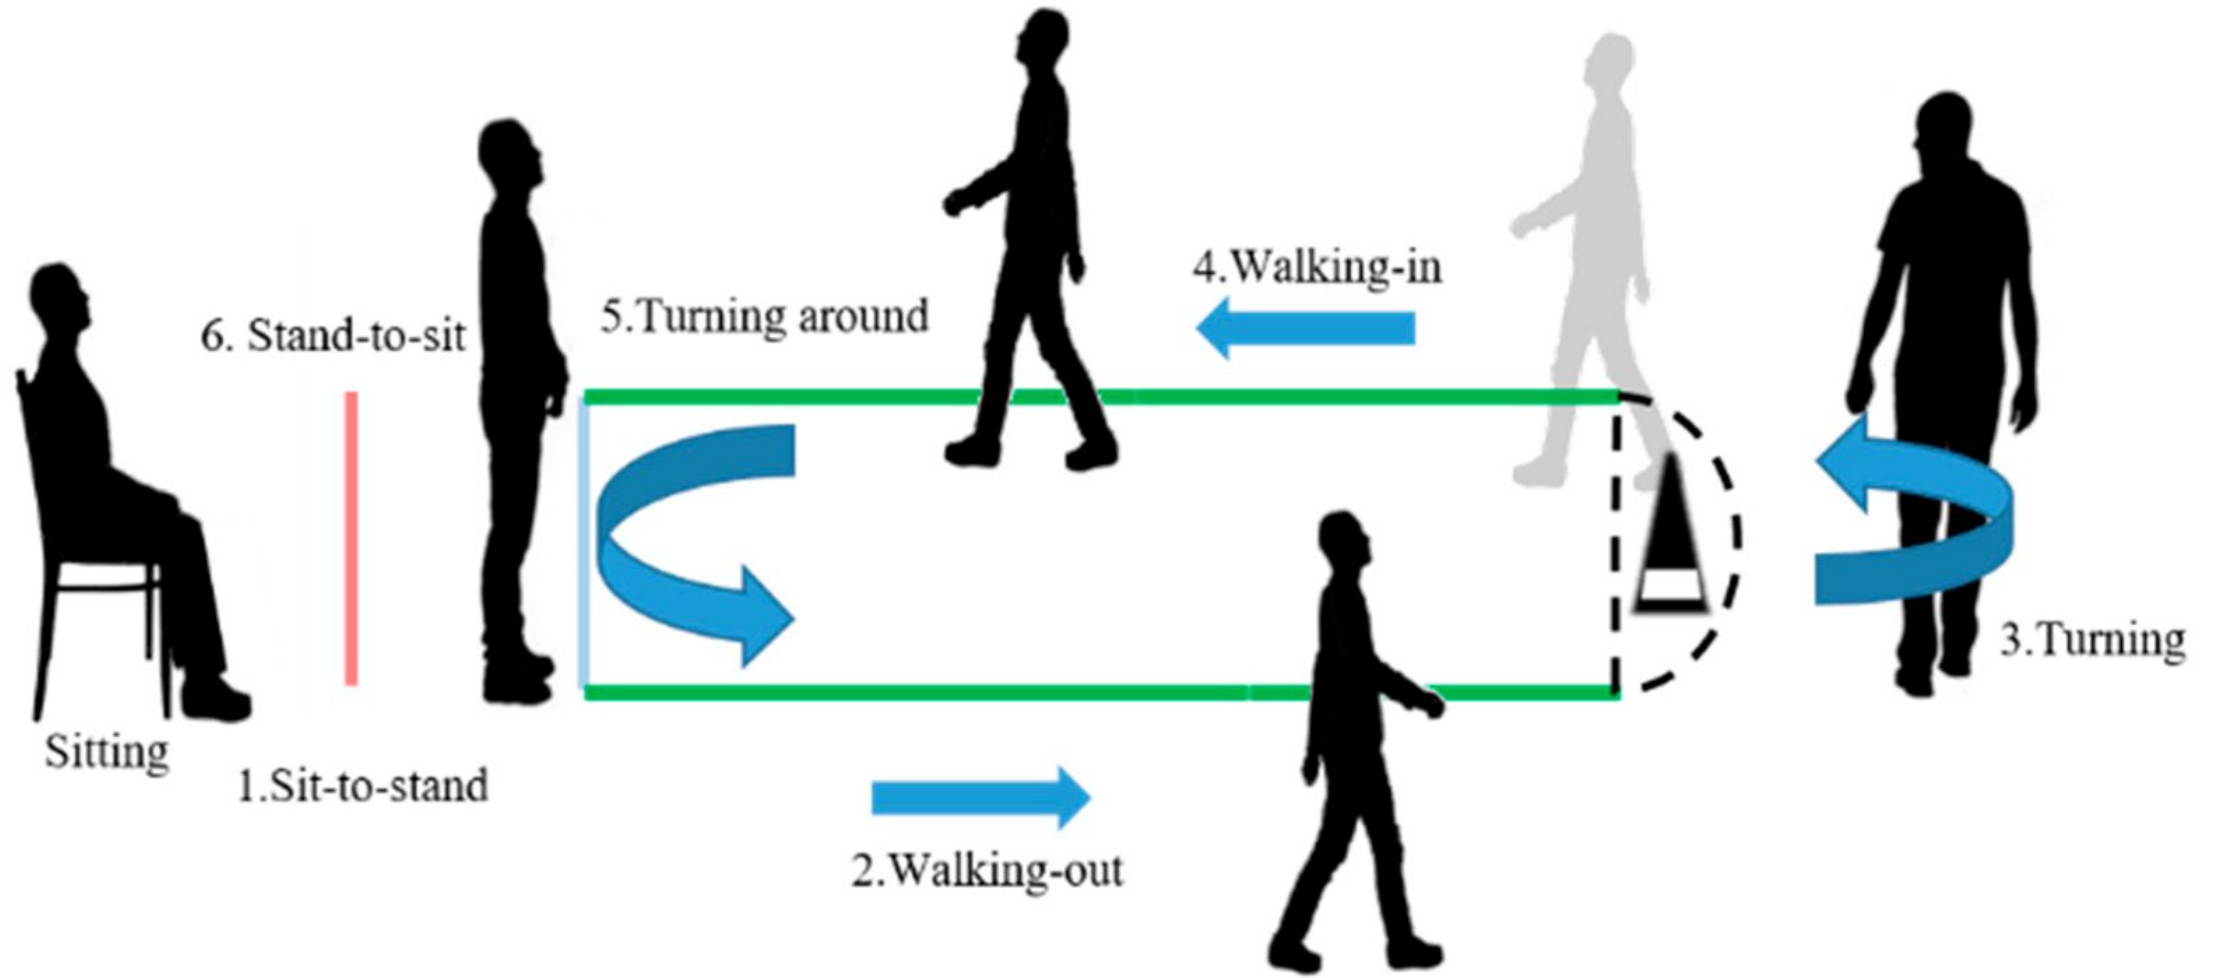 4.Walking-in
5.Turning around
6. Stand-to-sit
3.Turning
Sitting
1.Sit-to-stand
2.Walking-out